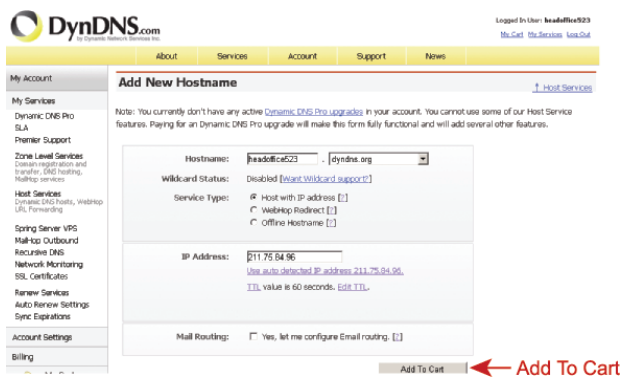 DynDNS.com
by Dynamic Network Services Inc.
Logged In User: headoffice523
My Cart My Services Log Out
About Services Account Support News
My Account
My Services
Dynamic DNS Pro
SLA
Premier Support
Zone Level Services
Domain registration and
transfer, DNS hosting,
MailHop services
Host Services
Dynamic DNS hosts, WebHop
URL Forwarding
Spring Server VPS
MailHop Outbound
Recursive DNS
Network Monitoring
SSL Certificates
Renew Services
Auto Renew Settings
Sync Expirations
Account Settings
Billing
Add New Hostname
↑ Host Services
Note: You currently don't have any active Dynamic DNS Pro upgrades in your account. You cannot use some of our Host Service
features. Paying for an Dynamic DNS Pro upgrade will make this form fully functional and will add several other features.
Hostname: headoffice523 . dyndns.org
Wildcard Status: Disabled [Want Wildcard support?]
Service Type: Host with IP address [?]
WebHop Redirect [?]
Offline Hostname [?]
IP Address: 211.75.84.96
Use auto detected IP address 211.75.84.96.
TTL value is 60 seconds. Edit TTL.
Mail Routing: Yes, let me configure Email routing. [?]
Add To Cart
Add To Cart